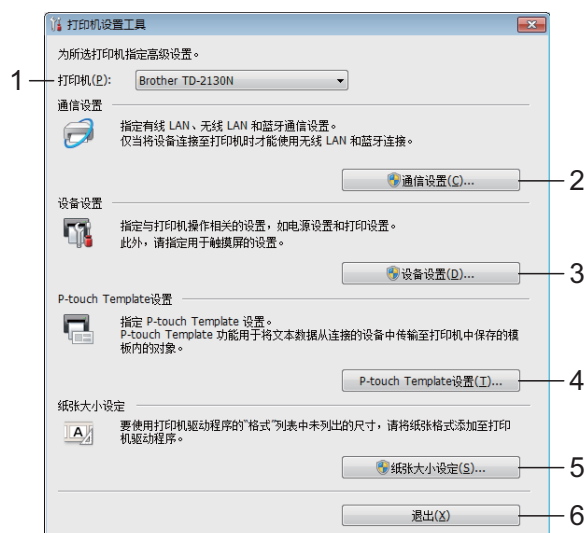 打印机设置工具
为所选打印机指定高级设置。
1 打印机(P): Brother TD-2130N
通信设置
指定有线 LAN、无线 LAN 和蓝牙通信设置。
仅当将设备连接至打印机时才能使用无线 LAN 和蓝牙连接。
通信设置(C)... 2
设备设置
指定与打印机操作相关的设置，如电源设置和打印设置。
此外，请指定用于触摸屏的设置。
设备设置(D)... 3
P-touch Template设置
指定 P-touch Template 设置。
P-touch Template 功能用于将文本数据从连接的设备中传输至打印机中保存的模
板内的对象。
P-touch Template设置(T)... 4
纸张大小设定
要使用打印机驱动程序的"格式"列表中未列出的尺寸，请将纸张格式添加至打印
机驱动程序。
A
纸张大小设定(S)... 5
退出(X) 6